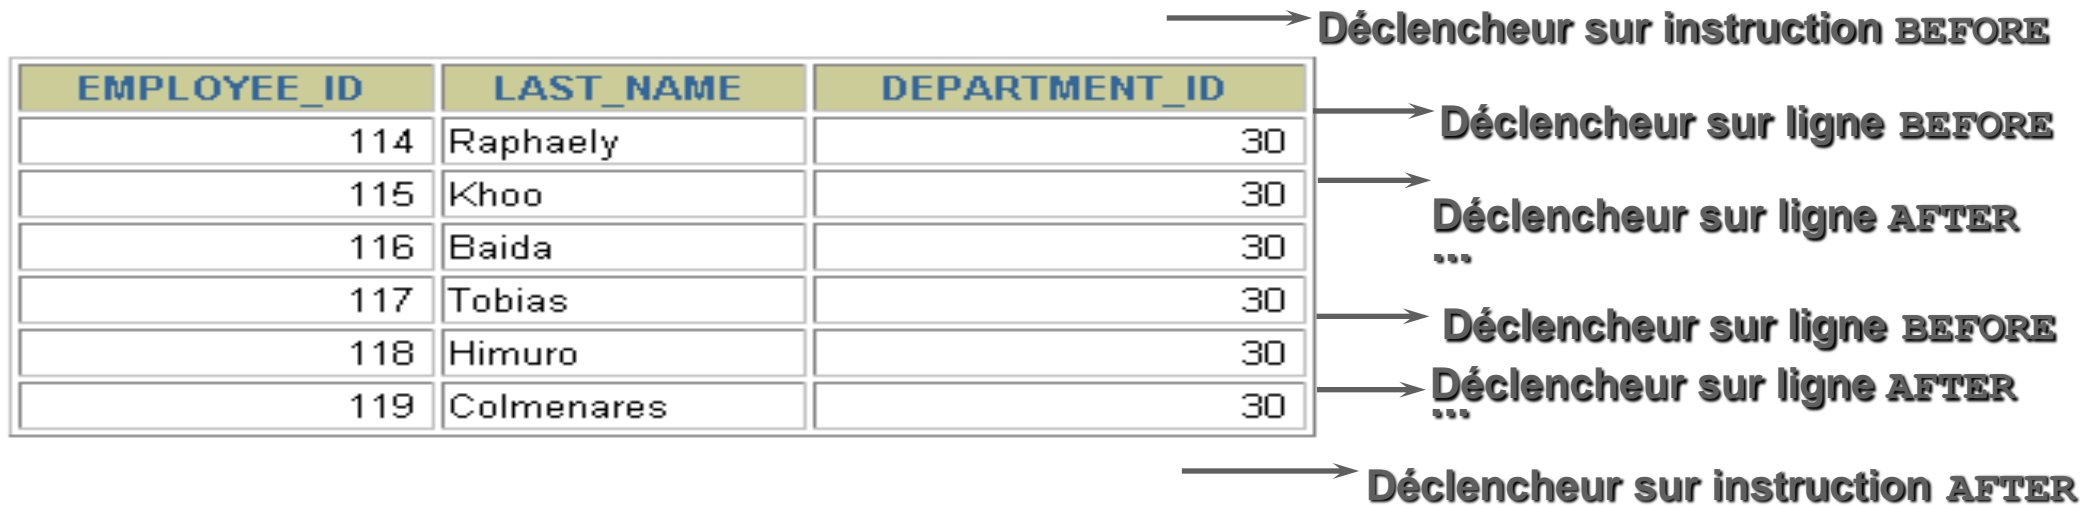 Déclencheur sur instruction BEFORE
EMPLOYEE_ID LAST_NAME DEPARTMENT_ID
Déclencheur sur ligne BEFORE
114 Raphaely 30
115 Khoo 30
Déclencheur sur ligne AFTER
...
116 Baida 30
117 Tobias 30
Déclencheur sur ligne BEFORE
118 Himuro 30
Déclencheur sur ligne AFTER
...
119 Colmenares 30
Déclencheur sur instruction AFTER